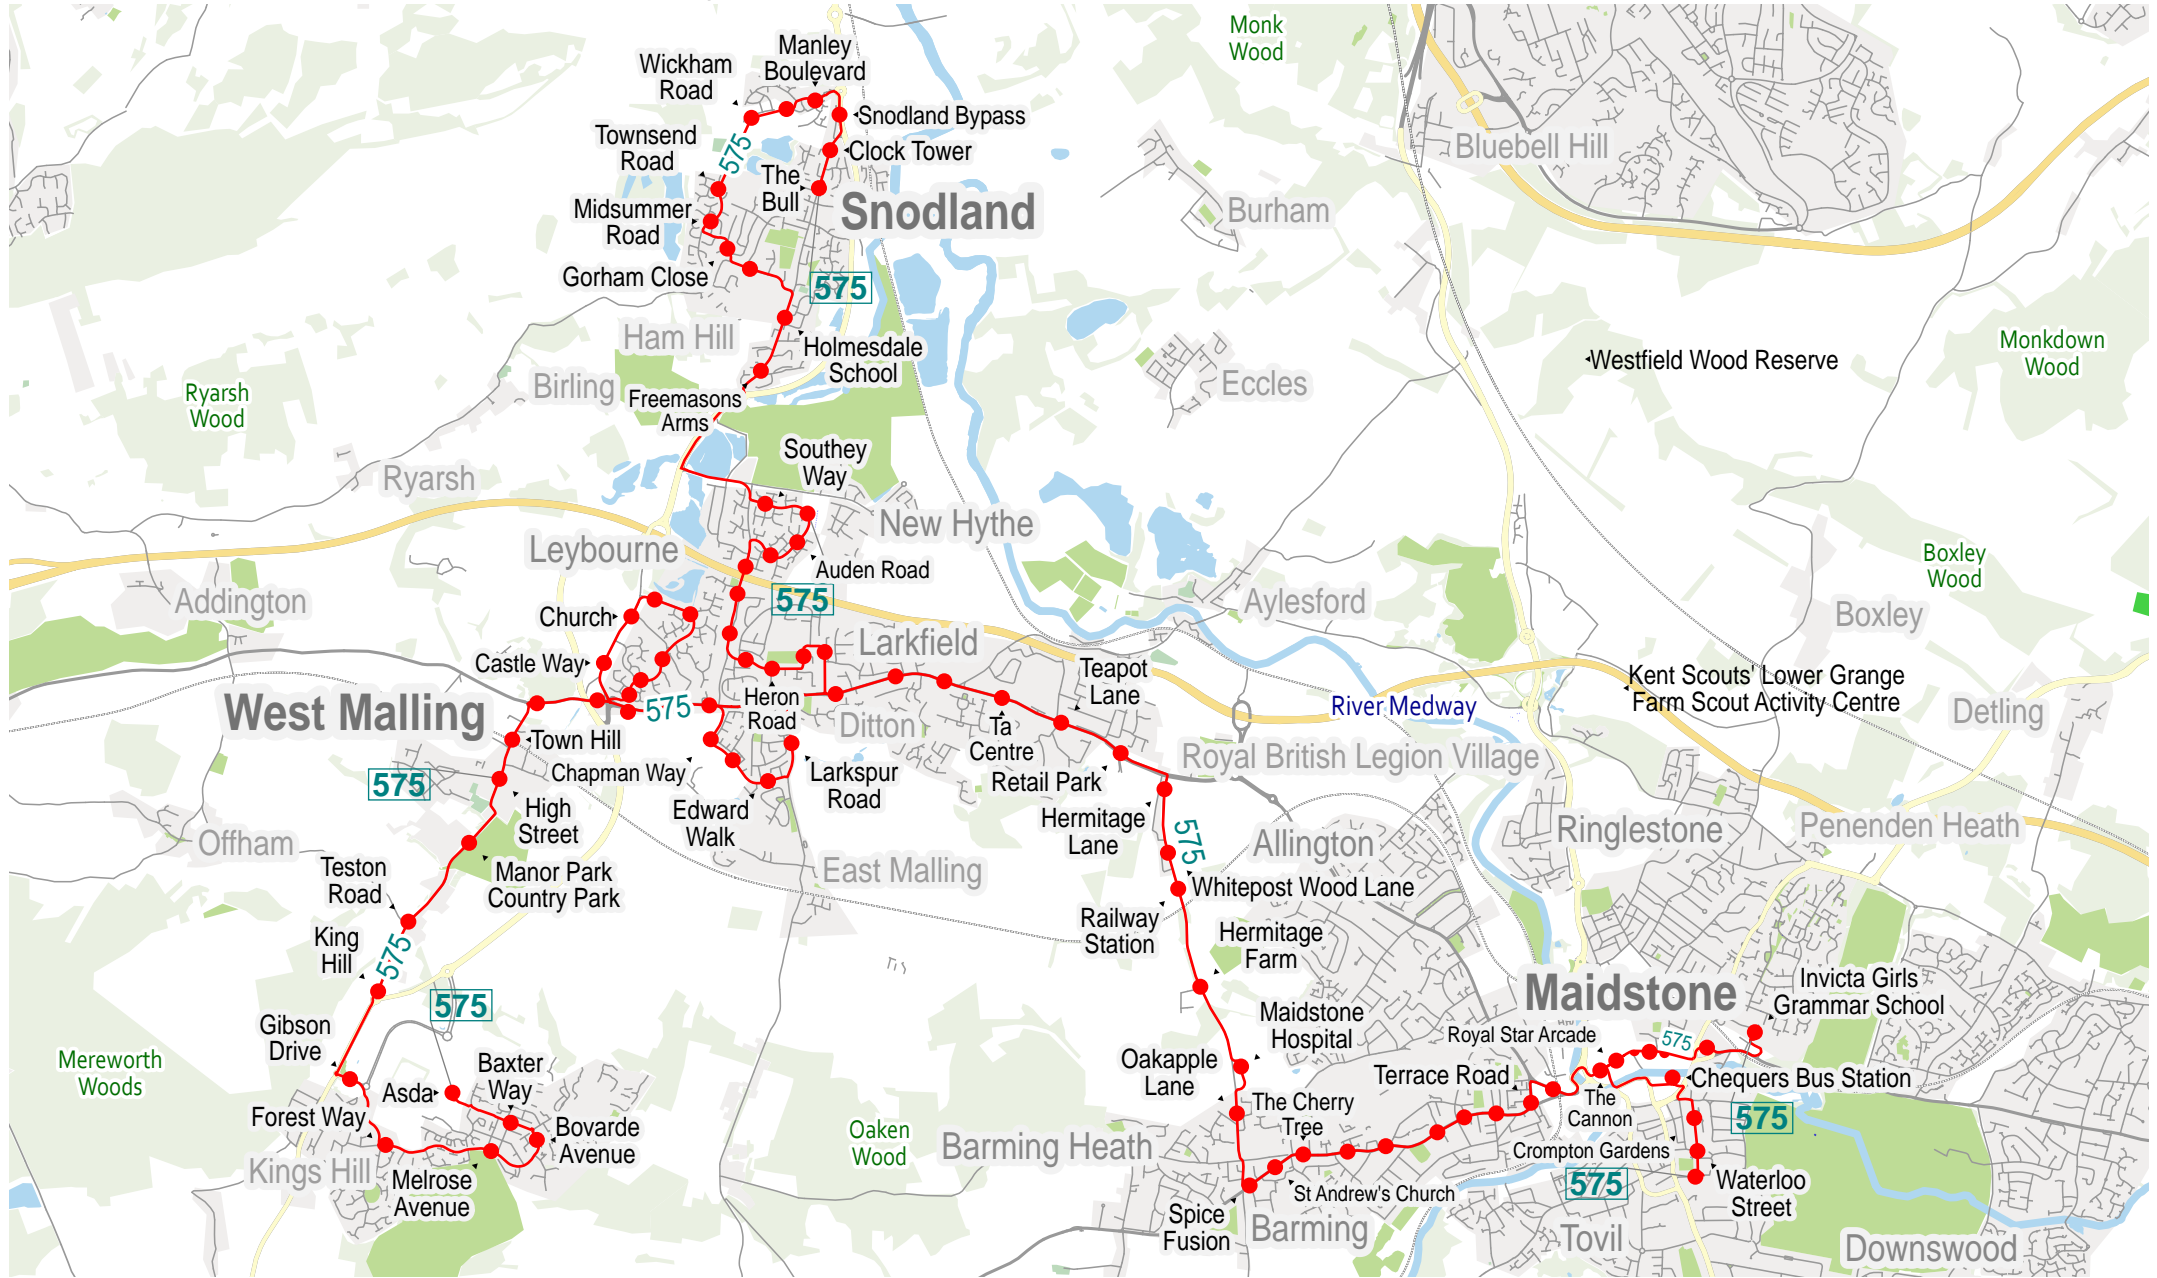 Monk
Wood
Manley
Boulevard
Wickham
Road
Snodland Bypass
Townsend
Road
575
Clock Tower
Bluebell Hill
The
Bull
Midsummer
Road
Snodland
Burham
Gorham Close
575
Ham Hill
Holmesdale
School
Westfield Wood Reserve
Monkdown
Wood
Ryarsh
Wood
Birling
Freemasons
Arms
Eccles
Southey
Way
Ryarsh
New Hythe
Leybourne
Auden Road
Boxley
Wood
Addington
575
Aylesford
Boxley
Church
Larkfield
Castle Way
Teapot
Lane
Kent Scouts' Lower Grange
Farm Scout Activity Centre
West Malling
575
Heron
Road
River Medway
Detling
Ditton
Ta
Centre
Town Hill
Royal British Legion Village
Chapman Way
Larkspur
Road
Retail Park
575
High
Street
Edward
Walk
Hermitage
Lane
575
Allington
Ringlestone
Penenden Heath
Offham
Manor Park
Country Park
East Malling
Teston
Road
Whitepost Wood Lane
Railway
Station
King
Hill
575
Hermitage
Farm
Maidstone
Invicta Girls
Grammar School
575
Gibson
Drive
Maidstone
Hospital
Royal Star Arcade
575
Mereworth
Woods
Oakapple
Lane
Baxter
Way
Asda
Terrace Road
Chequers Bus Station
The
Cannon
Forest Way
The Cherry
Tree
575
Bovarde
Avenue
Oaken
Wood
Barming Heath
Crompton Gardens
Kings Hill
Melrose
Avenue
St Andrew's Church
575
Waterloo
Street
Spice
Fusion
Barming
Tovil
Downswood